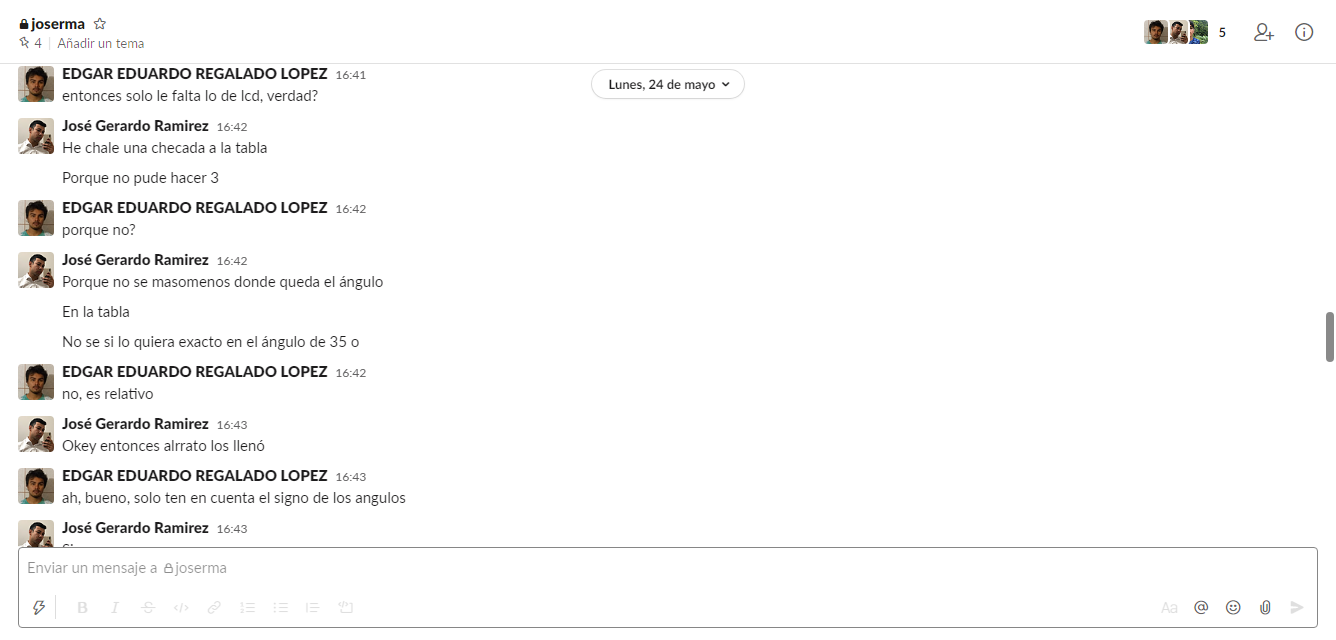 joserma
4 Añadir un tema
5
Lunes, 24 de mayo
EDGAR EDUARDO REGALADO LOPEZ 16:41
entonces solo le falta lo de lcd, verdad?
José Gerardo Ramirez 16:42
He chale una checada a la tabla
Porque no pude hacer 3
EDGAR EDUARDO REGALADO LOPEZ 16:42
porque no?
José Gerardo Ramirez 16:42
Porque no se masomenos donde queda el ángulo
En la tabla
No se si lo quiera exacto en el ángulo de 35 o
EDGAR EDUARDO REGALADO LOPEZ 16:42
no, es relativo
José Gerardo Ramirez 16:43
Okey entonces alrrato los llenó
EDGAR EDUARDO REGALADO LOPEZ 16:43
ah, bueno, solo ten en cuenta el signo de los angulos
José Gerardo Ramirez 16:43
Enviar un mensaje a joserma
B I S </> Aa @